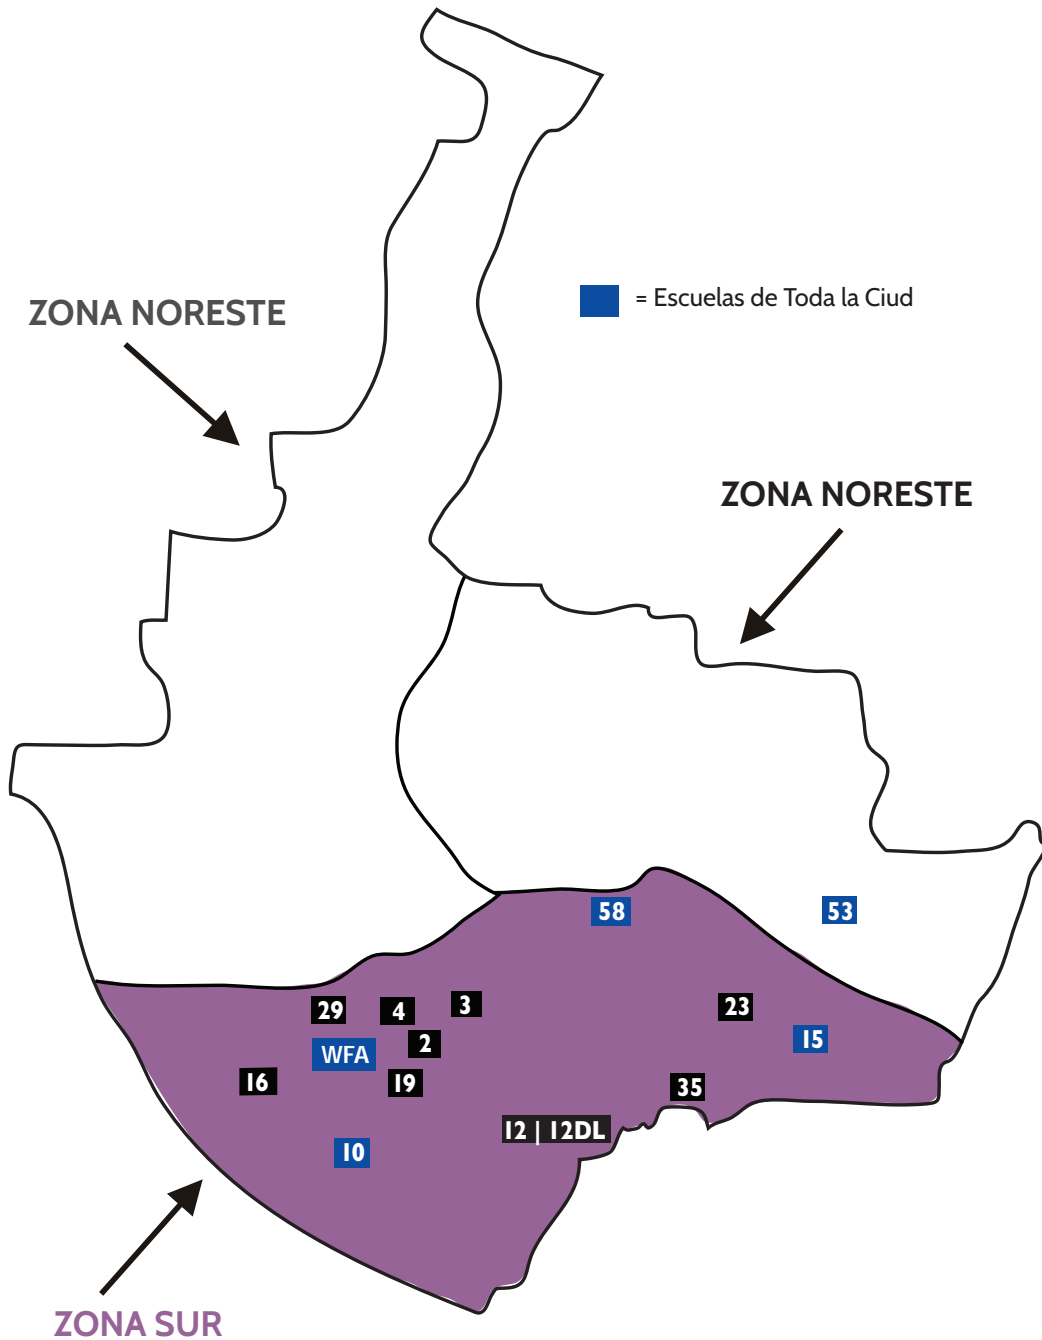 = Escuelas de Toda la Ciud
ZONA NORESTE
ZONA NORESTE
58
53
29
4
3
23
2
15
WFA
16
19
35
12 | 12DL
10
ZONA SUR